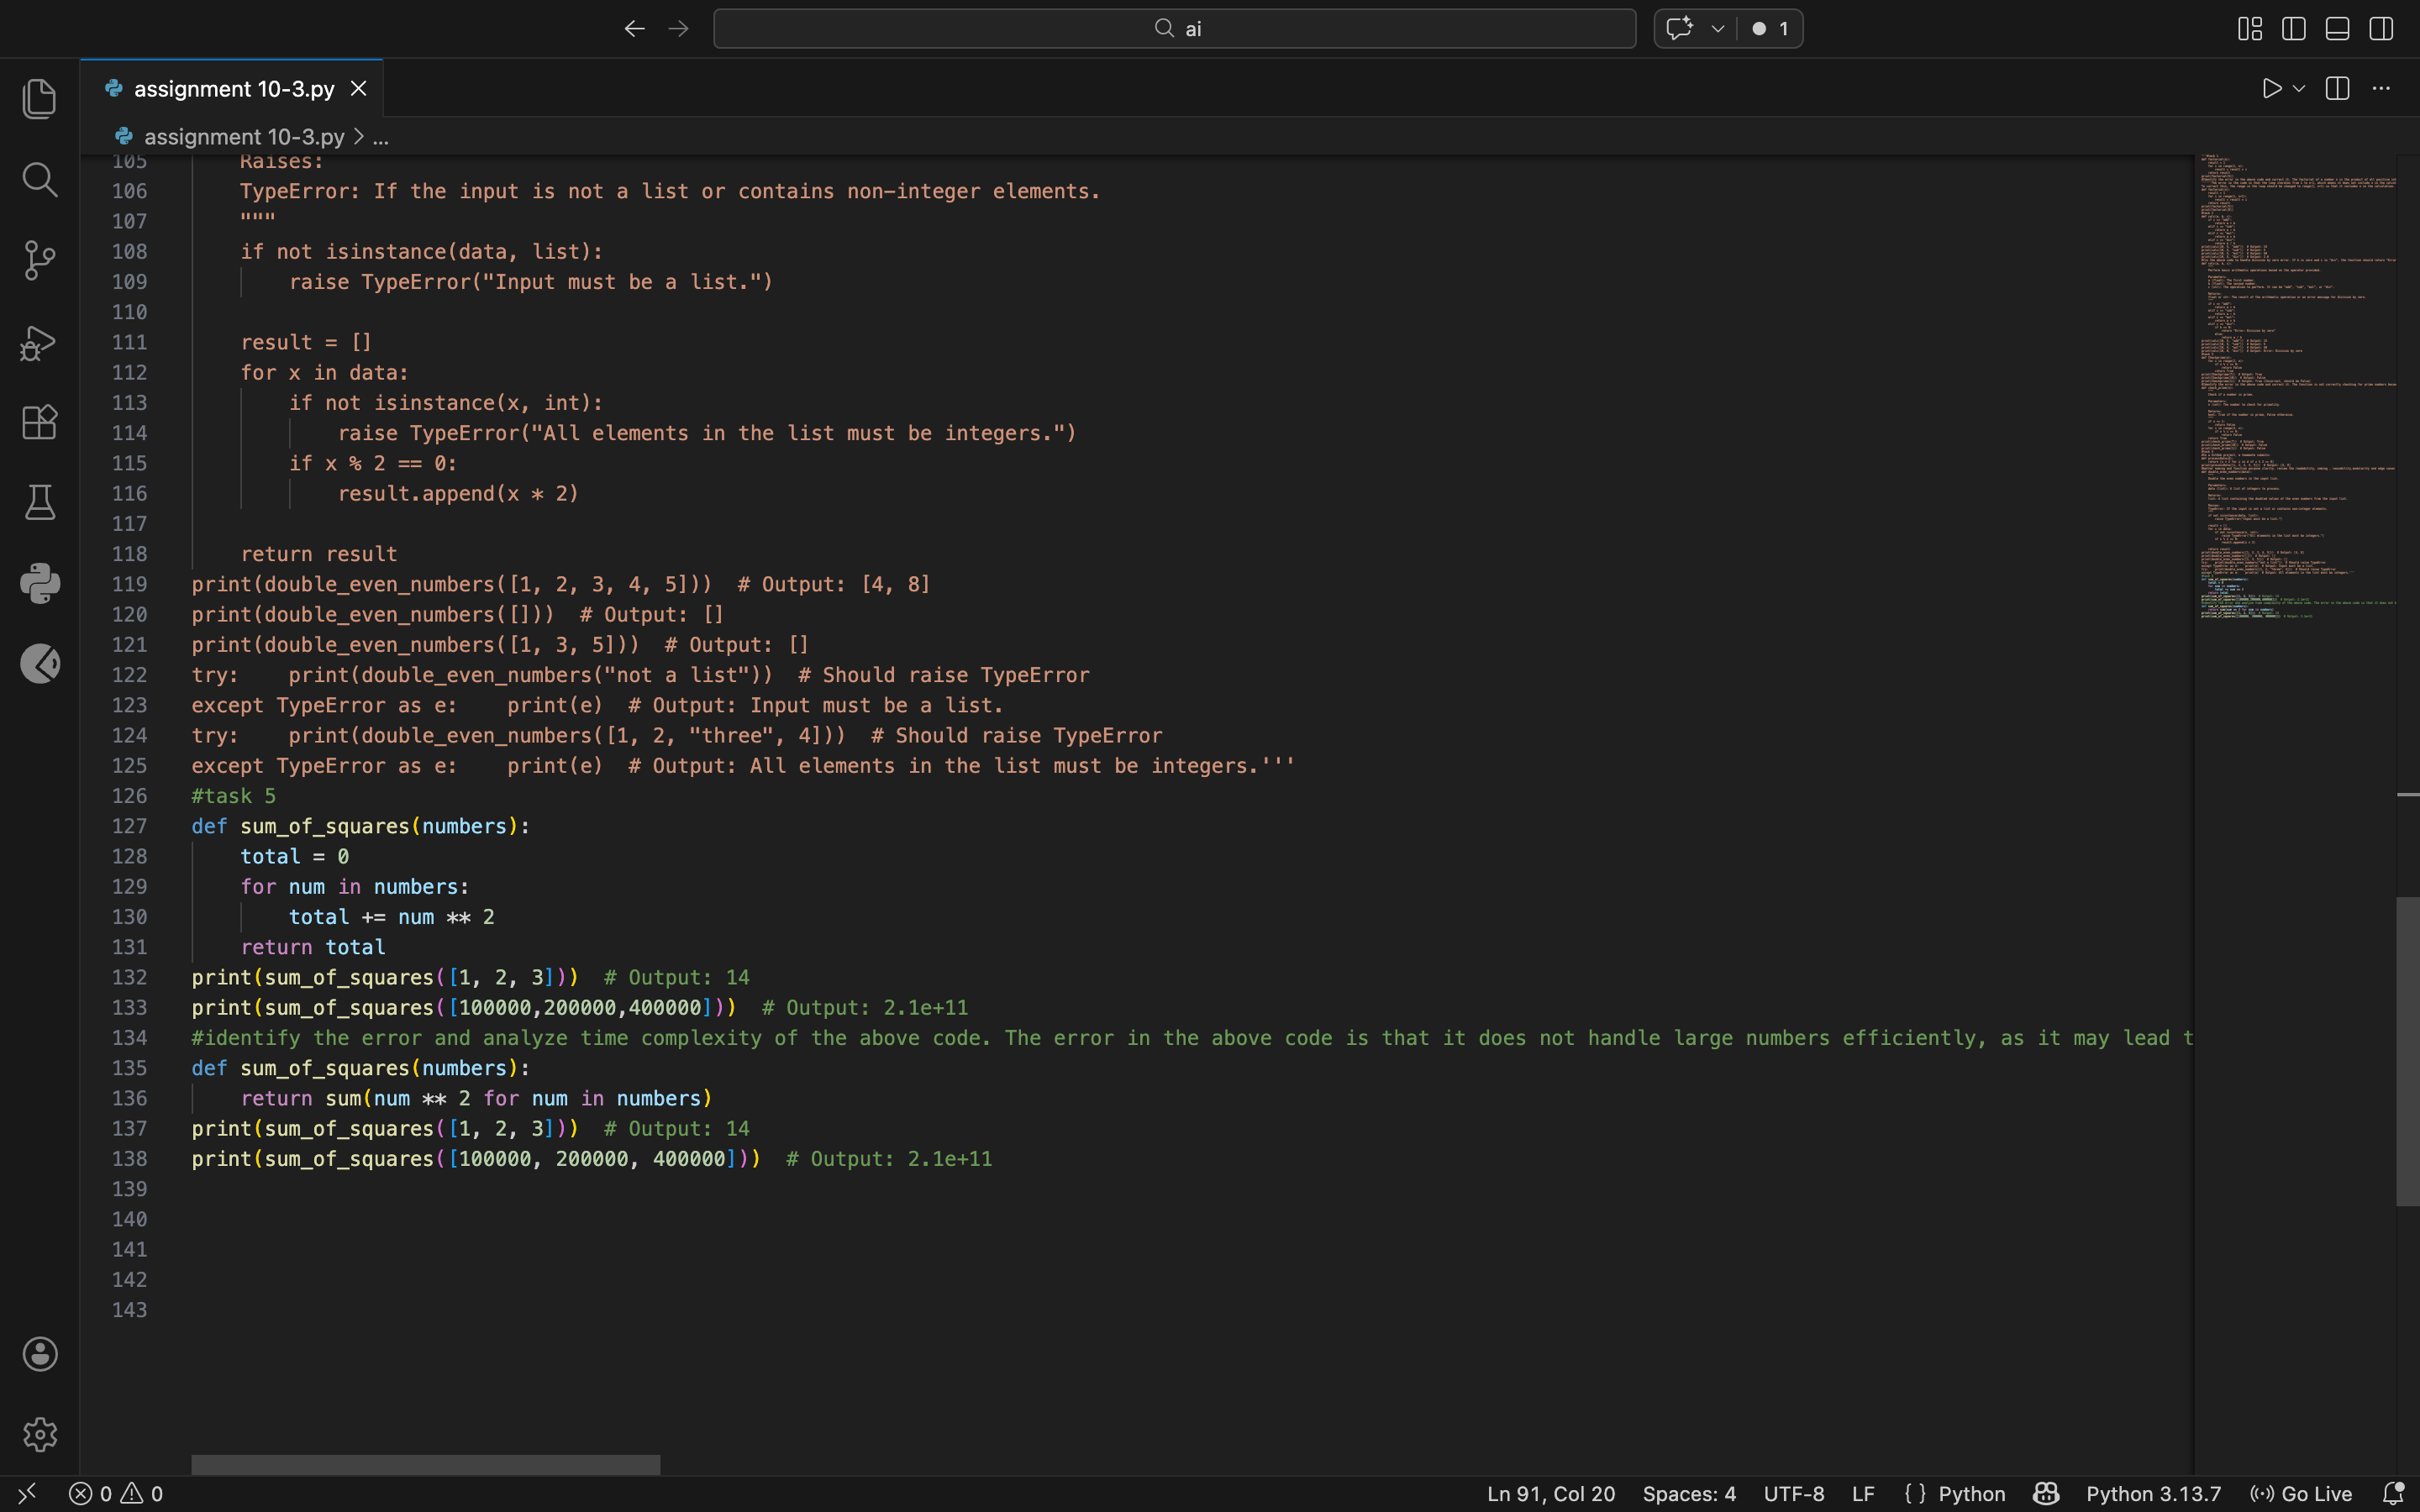 ai
1
assignment 10-3.py
assignment 10-3.py > ...
105 Raises:
106 TypeError: If the input is not a list or contains non-integer elements.
107 """
108 if not isinstance(data, list):
109 raise TypeError("Input must be a list.")
110
111 result = []
112 for x in data:
113 if not isinstance(x, int):
114 raise TypeError("All elements in the list must be integers.")
115 if x % 2 == 0:
116 result.append(x * 2)
117
118 return result
119 print(double_even_numbers([1, 2, 3, 4, 5])) # Output: [4, 8]
120 print(double_even_numbers([])) # Output: []
121 print(double_even_numbers([1, 3, 5])) # Output: []
122 try: print(double_even_numbers("not a list")) # Should raise TypeError
123 except TypeError as e: print(e) # Output: Input must be a list.
124 try: print(double_even_numbers([1, 2, "three", 4])) # Should raise TypeError
125 except TypeError as e: print(e) # Output: All elements in the list must be integers.'''
126 #task 5
127 def sum_of_squares(numbers):
128 total = 0
129 for num in numbers:
130 total += num ** 2
131 return total
132 print(sum_of_squares([1, 2, 3])) # Output: 14
133 print(sum_of_squares([100000,200000,400000])) # Output: 2.1e+11
134 #identify the error and analyze time complexity of the above code. The error in the above code is that it does not handle large numbers efficiently, as it may lead t
135 def sum_of_squares(numbers):
136 return sum(num ** 2 for num in numbers)
137 print(sum_of_squares([1, 2, 3])) # Output: 14
138 print(sum_of_squares([100000, 200000, 400000])) # Output: 2.1e+11
139
140
141
142
143
0 0 Ln 91, Col 20 Spaces: 4 UTF-8 LF {} Python Python 3.13.7 Go Live